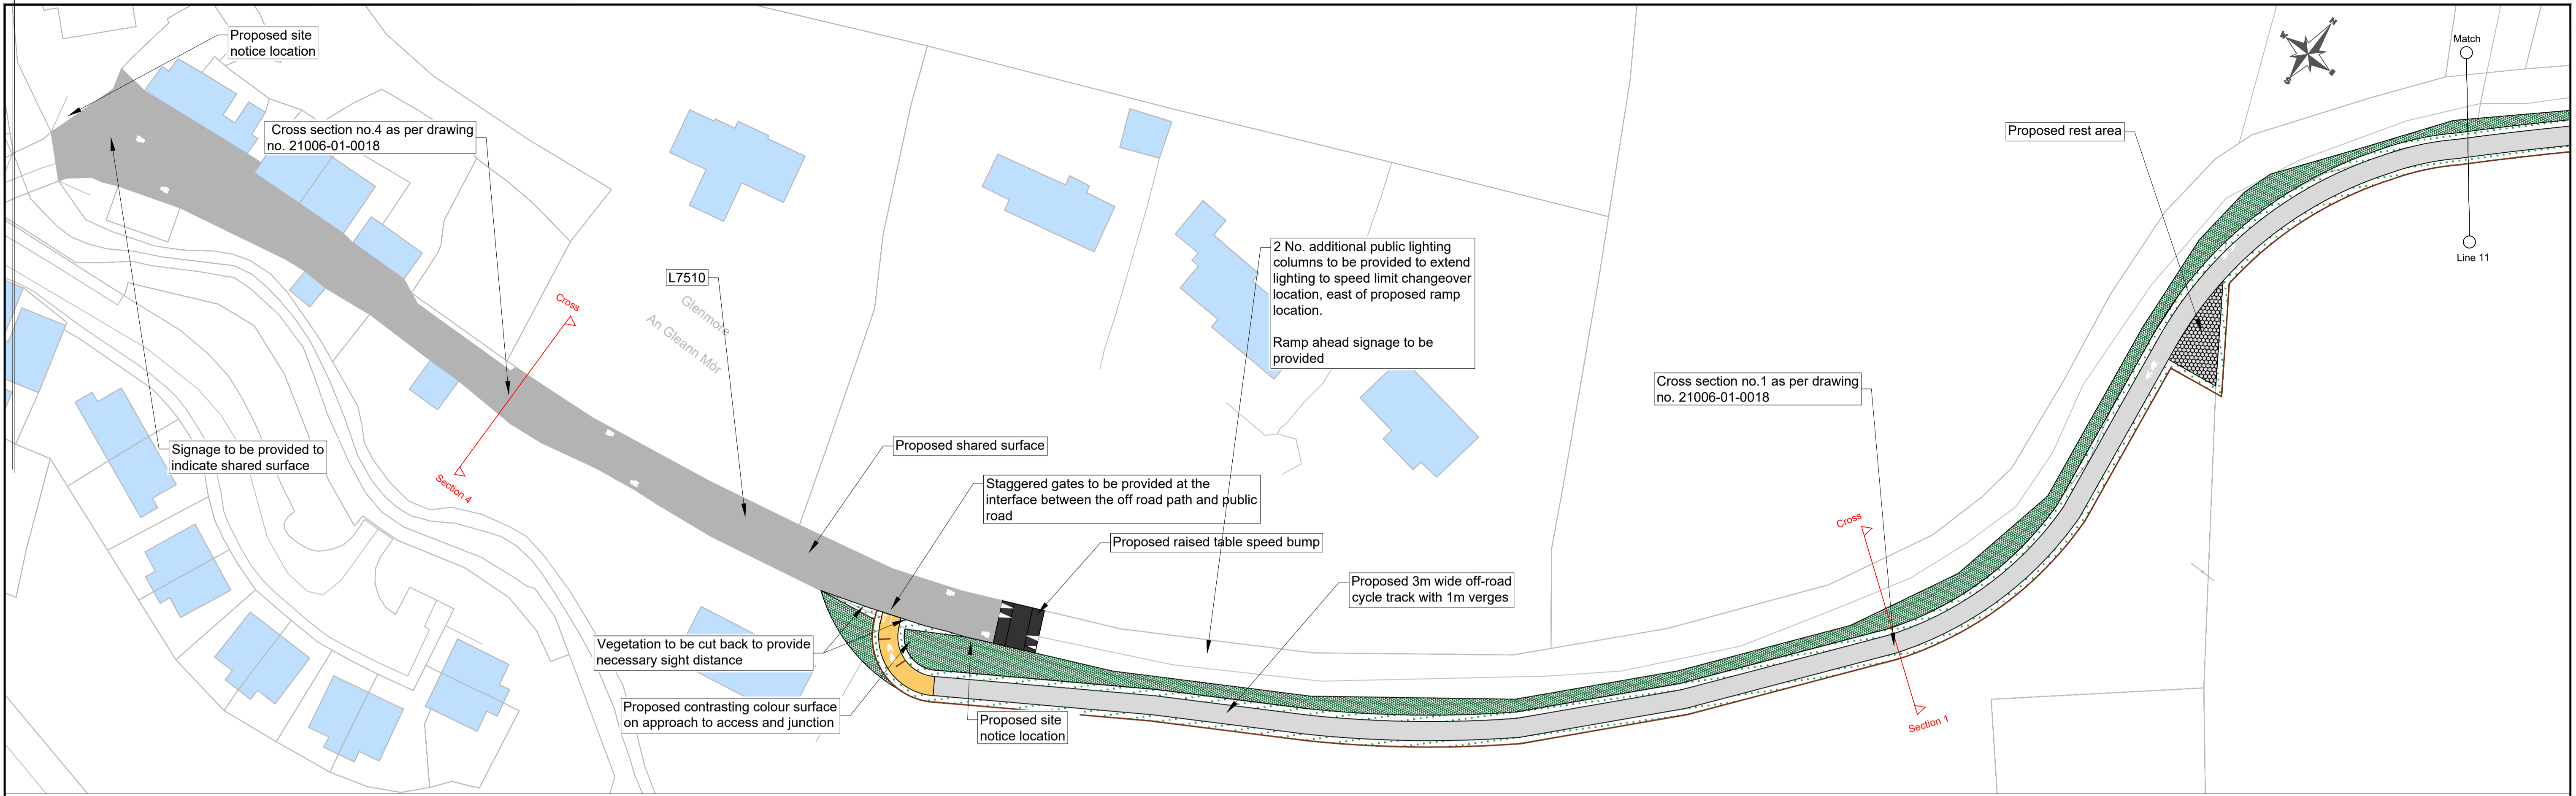 Proposed site
notice location
Cross section no.4 as per drawing
no. 21006-01-0018
Signage to be provided to
indicate shared surface
Cross
Section 4
L7510
Glenmore
An Gleann Mór
Proposed shared surface
Staggered gates to be provided at the
interface between the off road path and public
road
Proposed raised table speed bump
2 No. additional public lighting
columns to be provided to extend
lighting to speed limit changeover
location, east of proposed ramp
location.
Ramp ahead signage to be
provided
Proposed 3m wide off-road
cycle track with 1m verges
Vegetation to be cut back to provide
necessary sight distance
Proposed contrasting colour surface
on approach to access and junction
Proposed site
notice location
Cross section no.1 as per drawing
no. 21006-01-0018
Cross
Section 1
Proposed rest area
N
E
S
W
Match
Line 11